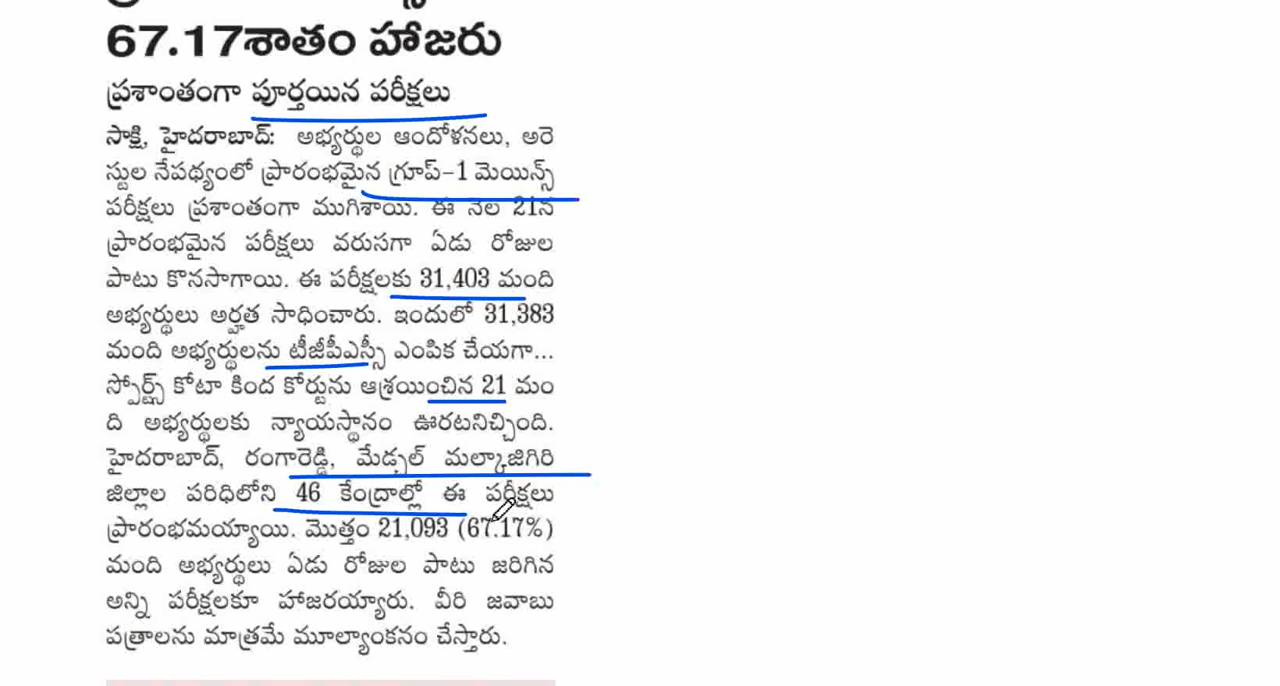 67.17శాతం హాజరు
ప్రశాంతంగా పూర్తయిన పరీక్షలు
సాక్షి, హైదరాబాద్: అభ్యర్థుల ఆందోళనలు, అరె
స్టుల నేపథ్యంలో ప్రారంభమైన గ్రూప్–1 మెయిన్స్
పరీక్షలు ప్రశాంతంగా ముగిశాయి. ఈ నెల 21న
ప్రారంభమైన పరీక్షలు వరుసగా ఏడు రోజుల
పాటు కొనసాగాయి. ఈ పరీక్షలకు 31,403 మంది
అభ్యర్థులు అర్హత సాధించారు. ఇందులో 31,383
మంది అభ్యర్థులను టీజీపీఎస్సీ ఎంపిక చేయగా...
స్పోర్ట్స్ కోటా కింద కోర్టును ఆశ్రయించిన 21 మం
ది అభ్యర్థులకు న్యాయస్థానం ఊరటనిచ్చింది.
హైదరాబాద్, రంగారెడ్డి, మేడ్చల్ మల్కాజిగిరి
జిల్లాల పరిధిలోని 46 కేంద్రాల్లో ఈ పరీక్షలు
ప్రారంభమయ్యాయి. మొత్తం 21,093 (67.17%)
మంది అభ్యర్థులు ఏడు రోజుల పాటు జరిగిన
అన్ని పరీక్షలకూ హాజరయ్యారు. వీరి జవాబు
పత్రాలను మాత్రమే మూల్యాంకనం చేస్తారు.